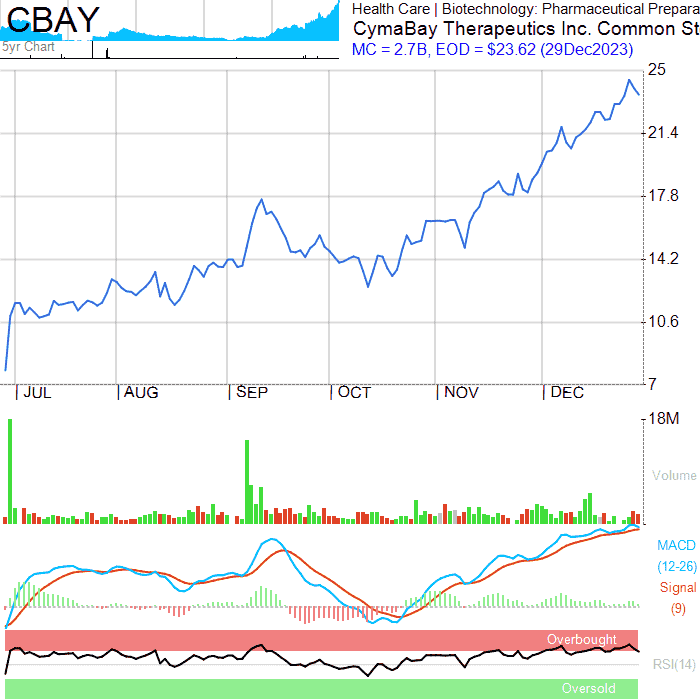 CBAY
5yr Chart
Health Care | Biotechnology: Pharmaceutical Prepara
CymaBay Therapeutics Inc. Common St
MC = 2.7B, EOD = $23.62 (29Dec2023)
25
21.4
17.8
14.2
10.6
7
JUL AUG SEP OCT NOV DEC
18M
Volume
MACD
(12-26)
Signal
(9)
Overbought
RSI(14)
Oversold